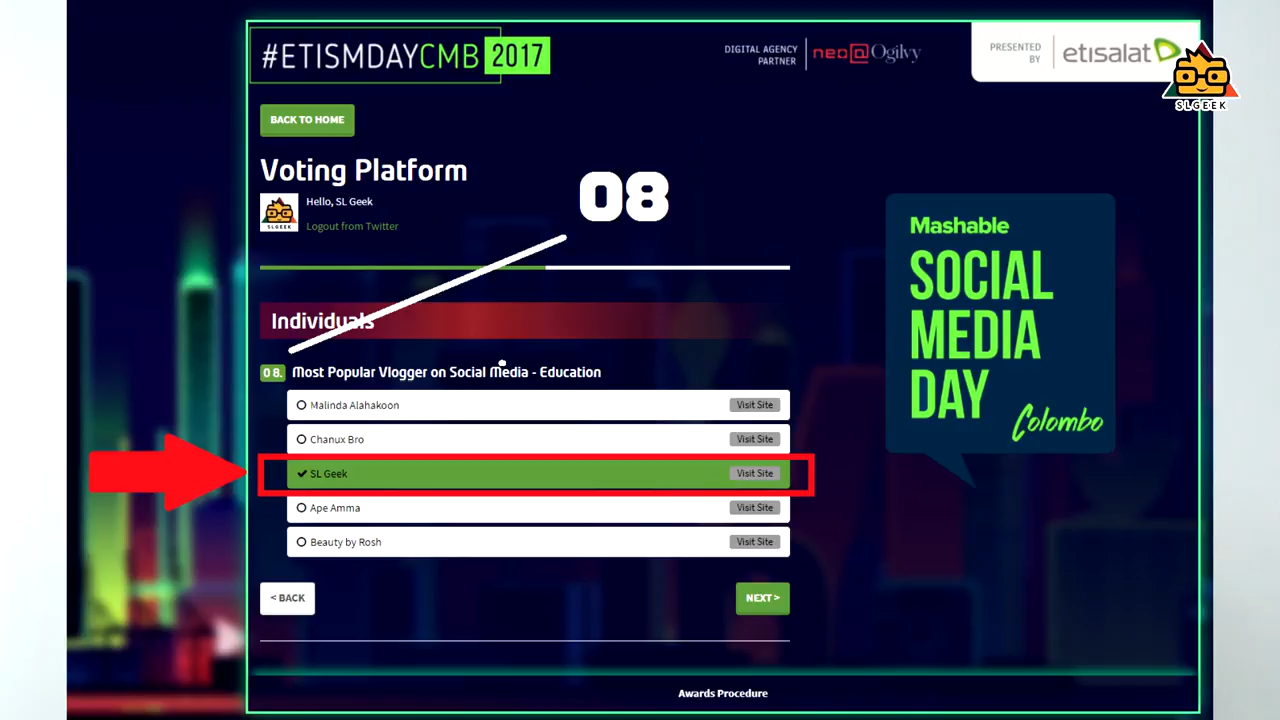 #ETISMDAYCMB 2017
DIGITAL AGENCY
PARTNER
neo@Ogilvy
PRESENTED
BY
etisalat
SLGEEK
BACK TO HOME
Voting Platform
08
SLGEEK
Hello, SL Geek
Logout from Twitter
Mashable
SOCIAL
MEDIA
DAY
Colombo
Individuals
08. Most Popular Vlogger on Social Media - Education
Malinda Alahakoon Visit Site
Chanux Bro Visit Site
SL Geek Visit Site
Ape Amma Visit Site
Beauty by Rosh Visit Site
< BACK
NEXT >
Awards Procedure